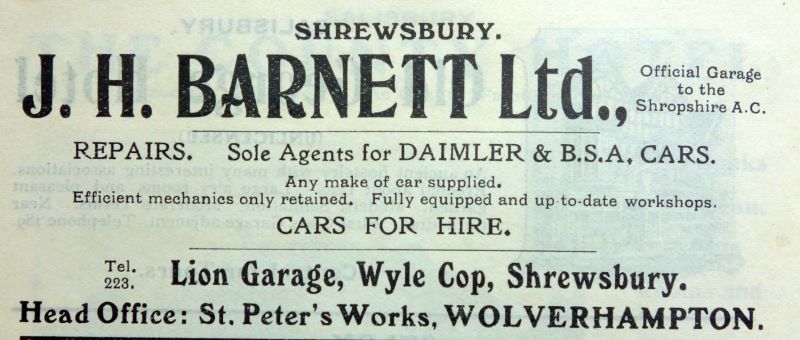 SHREWSBURY.
J. H. BARNETT Ltd.,
Official Garage
to the
Shropshire A.C.
REPAIRS. Sole Agents for DAIMLER & B.S.A. CARS.
Any make of car supplied.
Efficient mechanics only retained. Fully equipped and up-to-date workshops.
CARS FOR HIRE.
Tel.
223.
Lion Garage, Wyle Cop, Shrewsbury.
Head Office: St. Peter's Works, WOLVERHAMPTON.